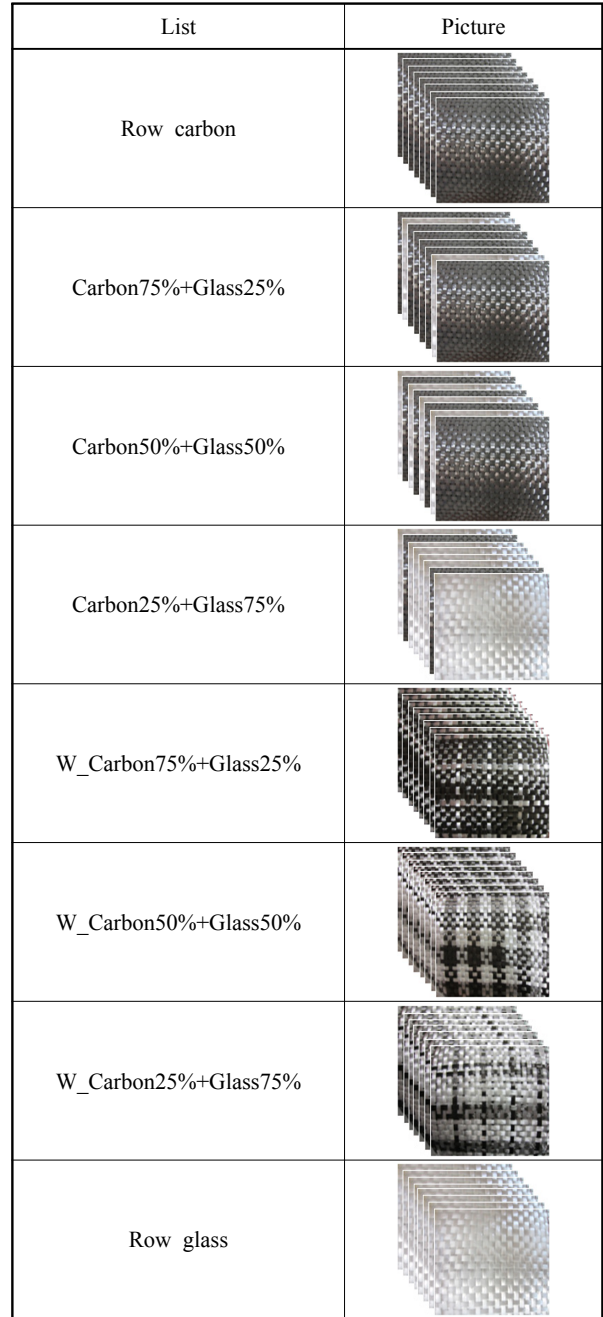 List Picture
Row carbon
Carbon75%+Glass25%
Carbon50%+Glass50%
Carbon25%+Glass75%
W_Carbon75%+Glass25%
W_Carbon50%+Glass50%
W_Carbon25%+Glass75%
Row glass